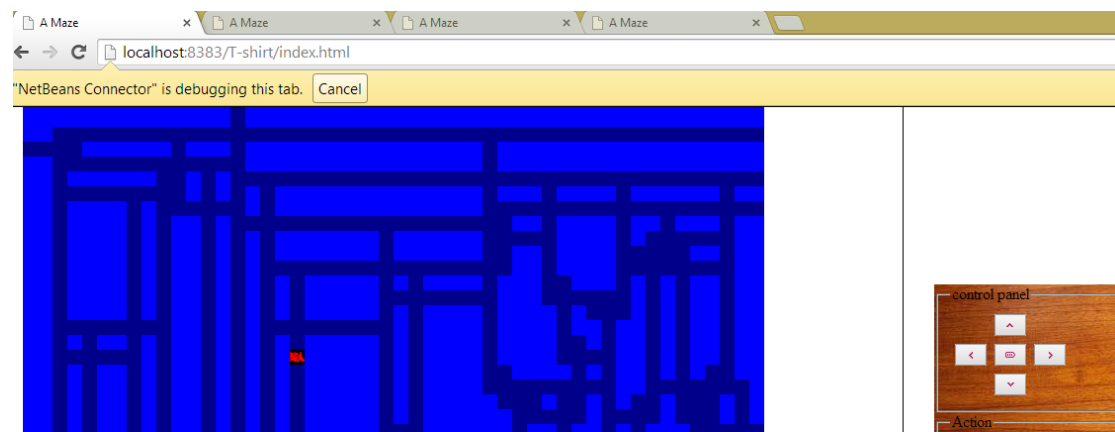 A Maze A Maze A Maze A Maze
localhost:8383/T-shirt/index.html
"NetBeans Connector" is debugging this tab. Cancel
control panel
Action